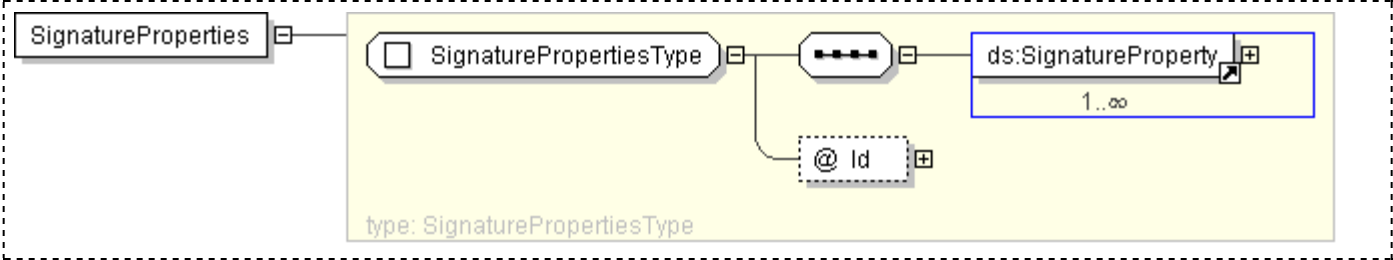 SignatureProperties
SignaturePropertiesType
ds:SignatureProperty
1..∞
@ Id
type: SignaturePropertiesType